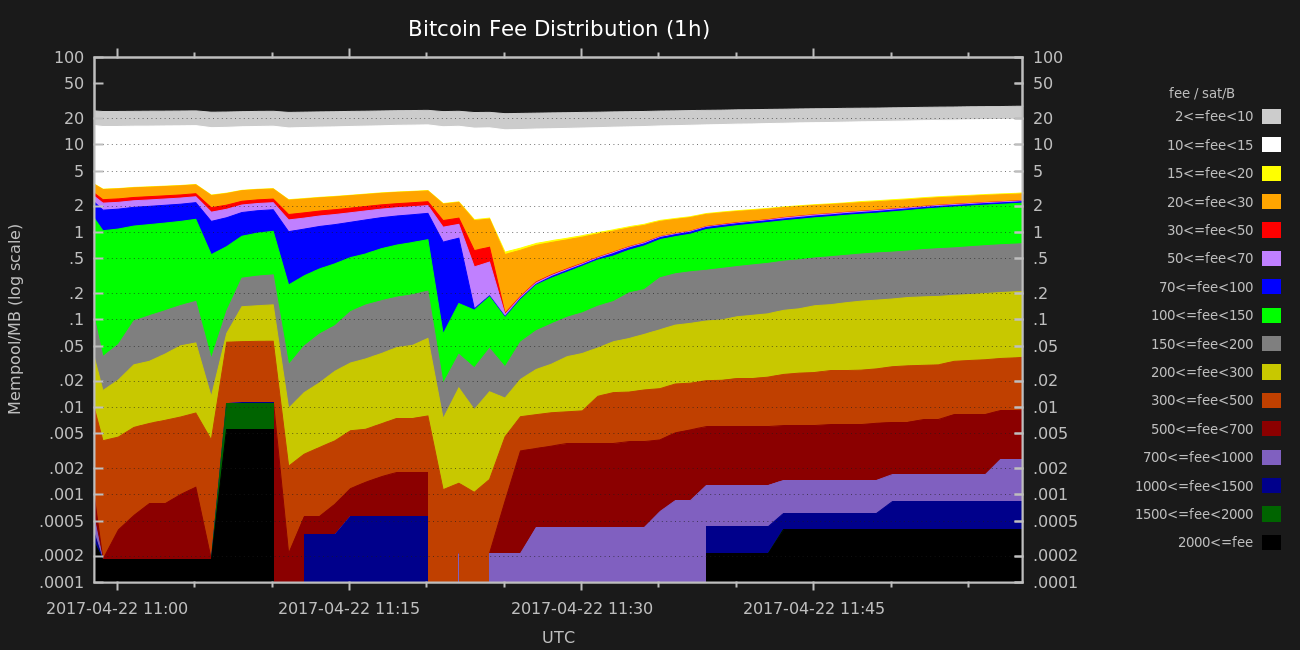 Bitcoin Fee Distribution (1h)
100 100
50 50
20 20
10 10
5 5
2 2
1 1
.5 .5
.2 .2
.1 .1
.05 .05
.02 .02
.01 .01
.005 .005
.002 .002
.001 .001
.0005 .0005
.0002 .0002
.0001 .0001
Mempool/MB (log scale)
2017-04-22 11:00 2017-04-22 11:15 2017-04-22 11:30 2017-04-22 11:45
UTC
fee / sat/B
2<=fee<10
10<=fee<15
15<=fee<20
20<=fee<30
30<=fee<50
50<=fee<70
70<=fee<100
100<=fee<150
150<=fee<200
200<=fee<300
300<=fee<500
500<=fee<700
700<=fee<1000
1000<=fee<1500
1500<=fee<2000
2000<=fee